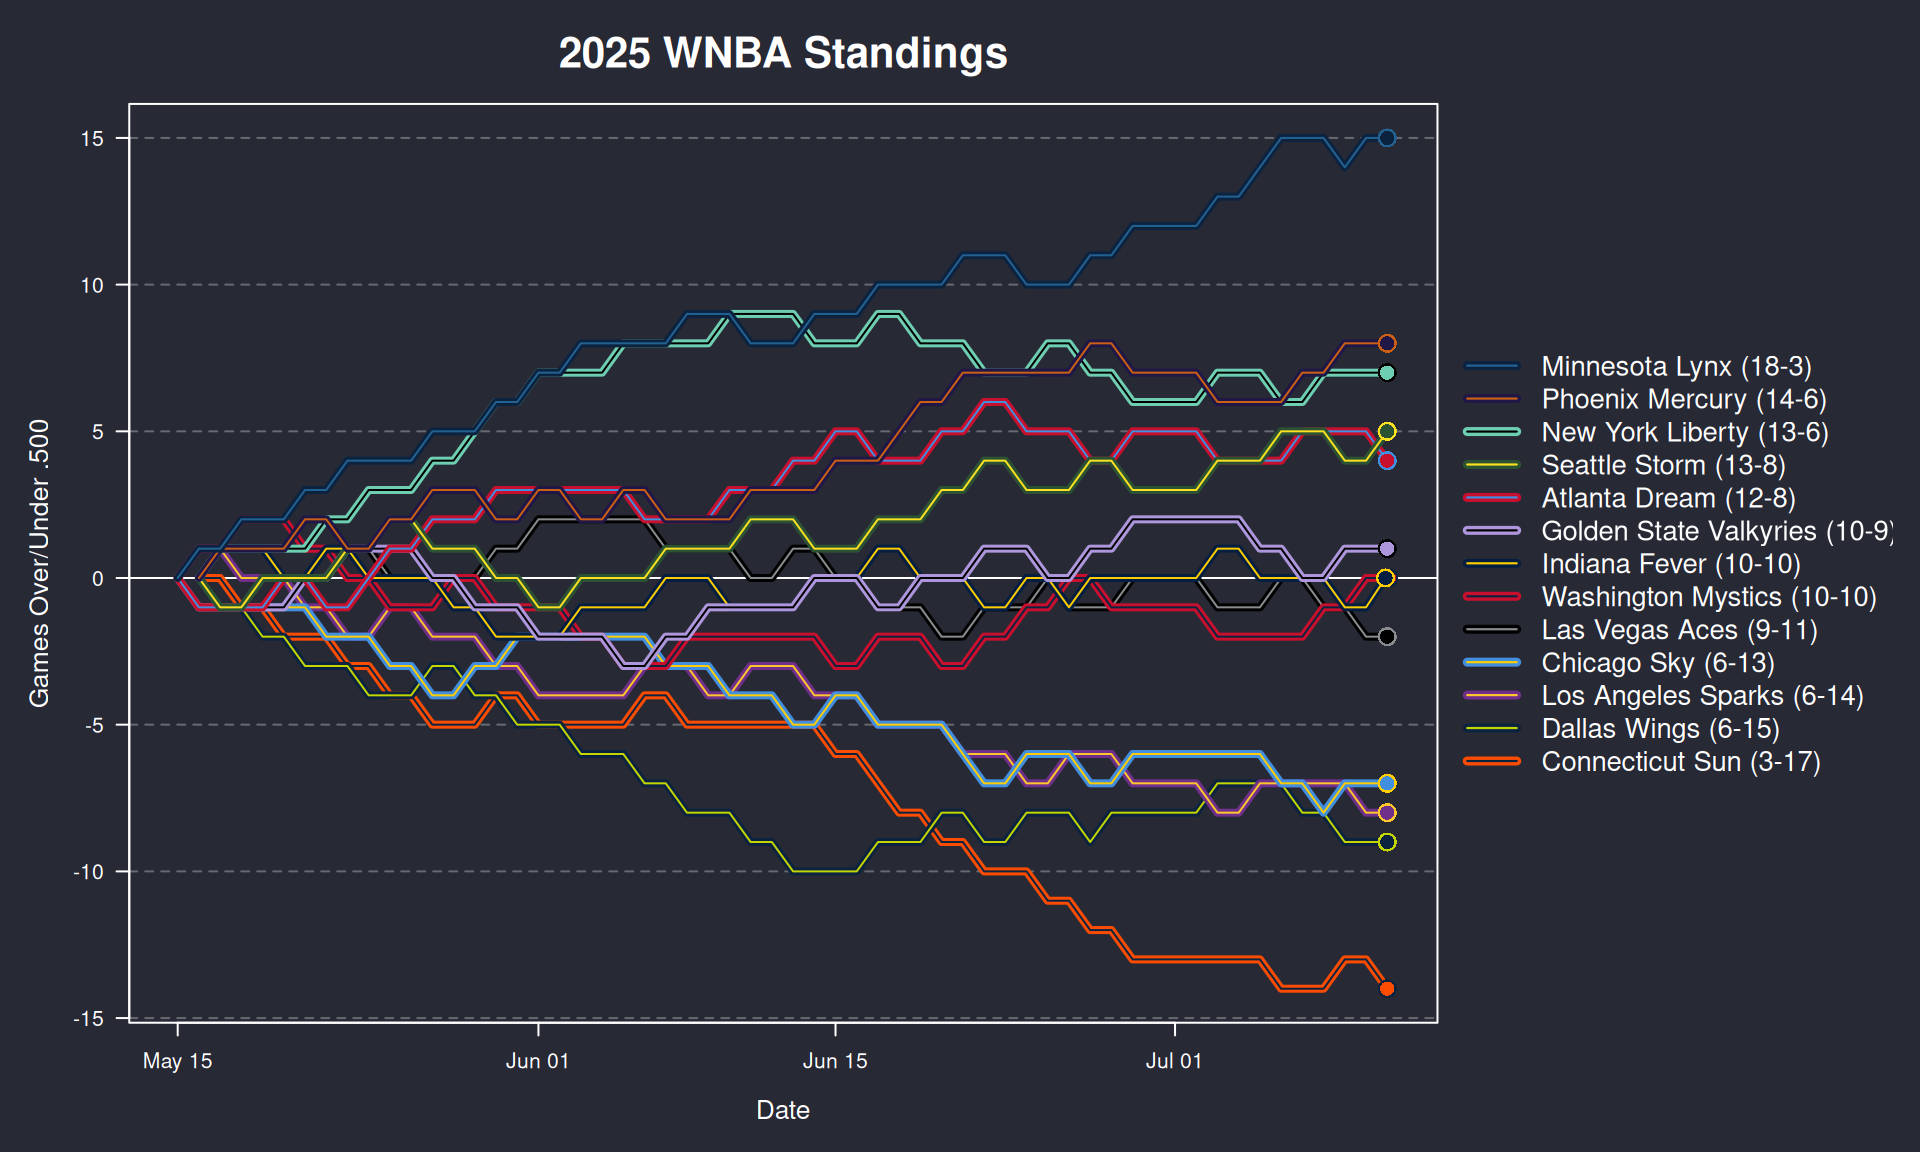 2025 WNBA Standings
Games Over/Under .500
15
10
5
0
-5
-10
-15
May 15
Jun 01
Jun 15
Jul 01
Date
Minnesota Lynx (18-3)
Phoenix Mercury (14-6)
New York Liberty (13-6)
Seattle Storm (13-8)
Atlanta Dream (12-8)
Golden State Valkyries (10-9)
Indiana Fever (10-10)
Washington Mystics (10-10)
Las Vegas Aces (9-11)
Chicago Sky (6-13)
Los Angeles Sparks (6-14)
Dallas Wings (6-15)
Connecticut Sun (3-17)